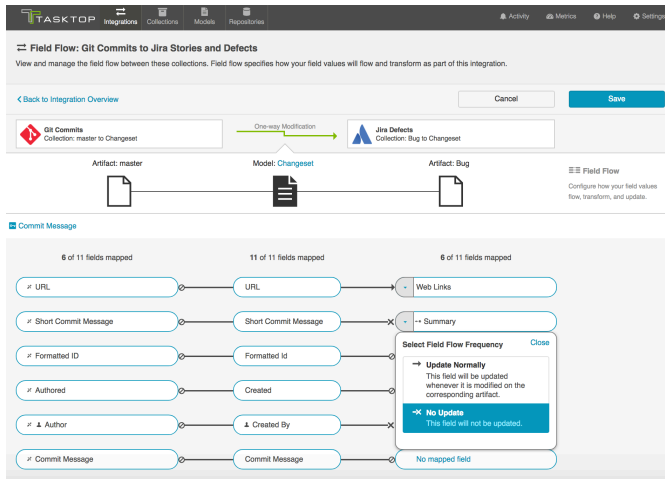 TASKTOP
Integrations
Collections
Models
Repositories
Activity
Metrics
Help
Settings
Field Flow: Git Commits to Jira Stories and Defects
View and manage the field flow between these collections. Field flow specifies how your field values will flow and transform as part of this integration.
Back to Integration Overview
Cancel
Save
Git Commits
Collection: master to Changeset
One-way Modification
Jira Defects
Collection: Bug to Changeset
Artifact: master
Model: Changeset
Artifact: Bug
Field Flow
Configure how your field values
flow, transform, and update.
Commit Message
6 of 11 fields mapped
11 of 11 fields mapped
6 of 11 fields mapped
URL
URL
Web Links
Short Commit Message
Short Commit Message
Summary
Select Field Flow Frequency
Close
Update Normally
This field will be updated
whenever it is modified on the
corresponding artifact.
No Update
This field will not be updated.
Formatted ID
Formatted Id
Authored
Created
Author
Created By
Commit Message
Commit Message
No mapped field